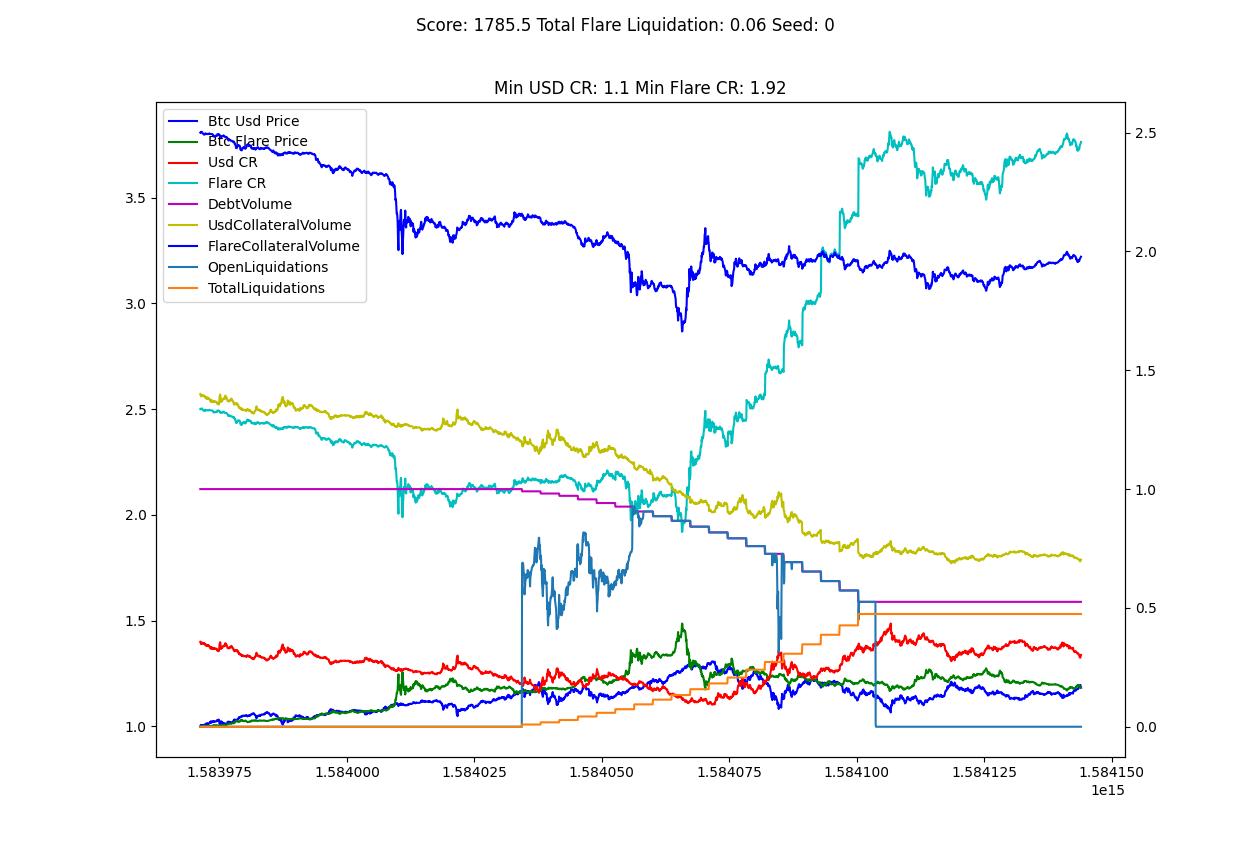 Score: 1785.5 Total Flare Liquidation: 0.06 Seed: 0
Min USD CR: 1.1 Min Flare CR: 1.92
Btc Usd Price
Btc Flare Price
Usd CR
Flare CR
DebtVolume
UsdCollateralVolume
FlareCollateralVolume
OpenLiquidations
TotalLiquidations
3.5
3.0
2.5
2.0
1.5
1.0
2.5
2.0
1.5
1.0
0.5
0.0
1.583975 1.584000 1.584025 1.584050 1.584075 1.584100 1.584125 1.584150
1e15